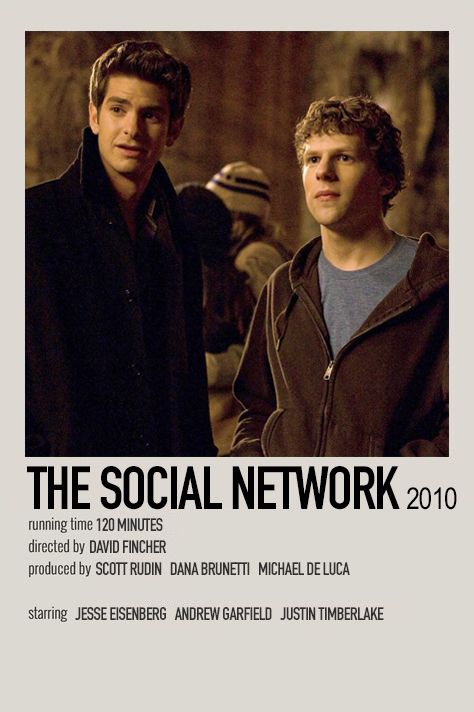 THE SOCIAL NETWORK 2010
running time 120 MINUTES
directed by DAVID FINCHER
produced by SCOTT RUDIN DANA BRUNETTI MICHAEL DE LUCA
starring JESSE EISENBERG ANDREW GARFIELD JUSTIN TIMBERLAKE